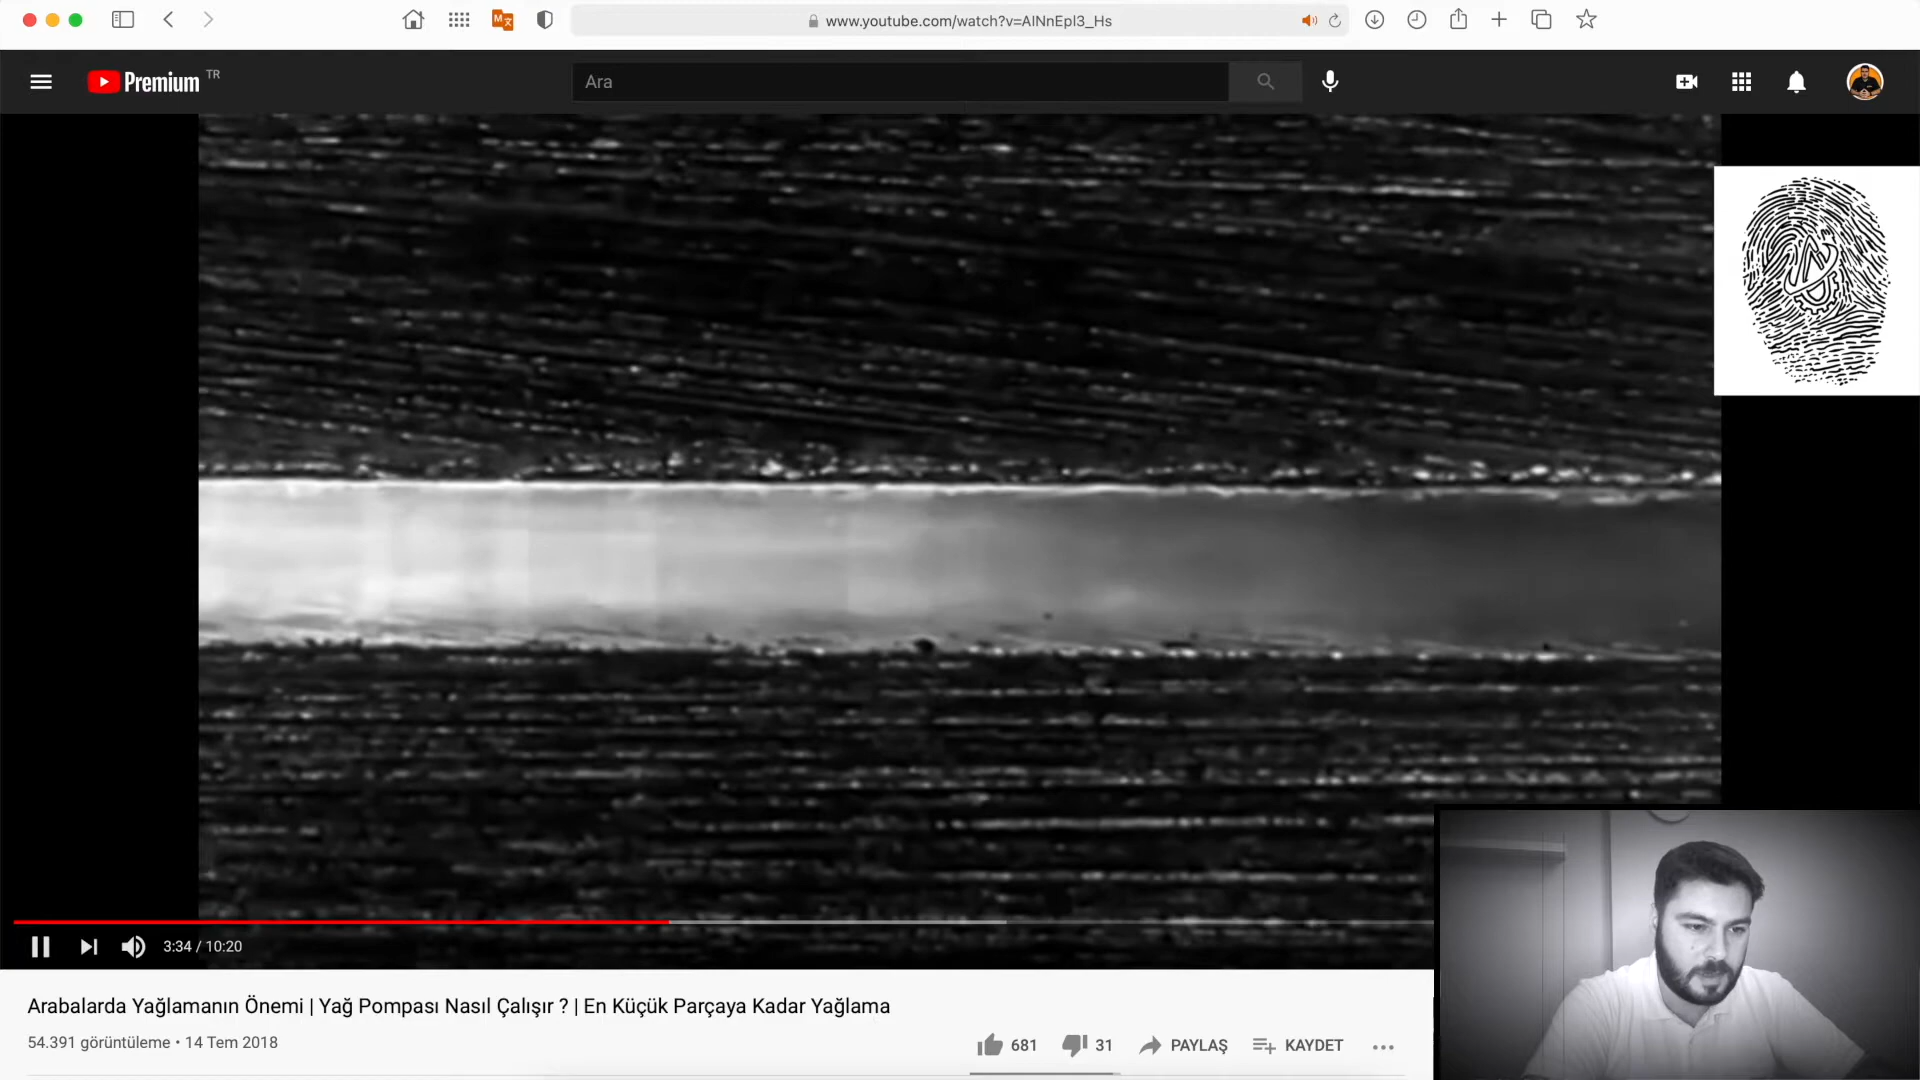 www.youtube.com/watch?v=AlNnEpl3_Hs
Premium TR
Ara
3:34 / 10:20
Arabalarda Yağlamanın Önemi | Yağ Pompası Nasıl Çalışır ? | En Küçük Parçaya Kadar Yağlama
54.391 görüntüleme • 14 Tem 2018
681 31 PAYLAŞ KAYDET